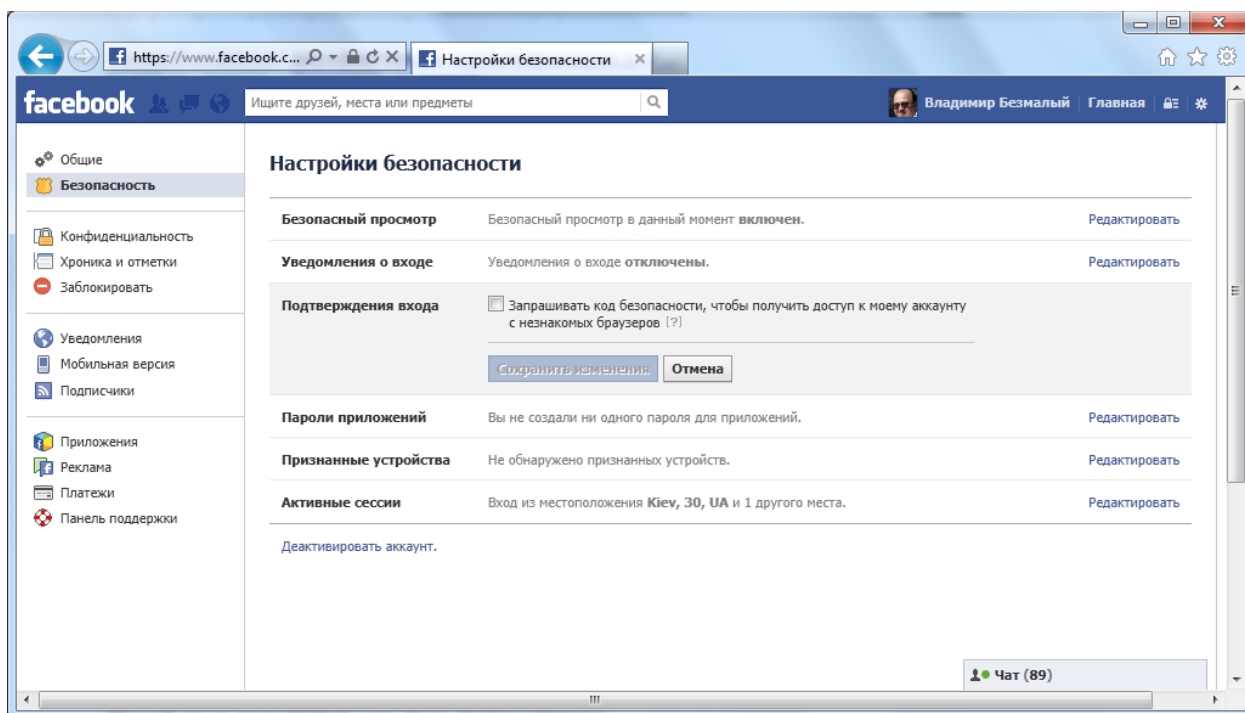 https://www.facebook.c...
Настройки безопасности
facebook
Ищите друзей, места или предметы
Владимир Безмалый
Главная
Общие
Безопасность
Конфиденциальность
Хроника и отметки
Заблокировать
Уведомления
Мобильная версия
Подписчики
Приложения
Реклама
Платежи
Панель поддержки
Настройки безопасности
Безопасный просмотр Безопасный просмотр в данный момент включен. Редактировать
Уведомления о входе Уведомления о входе отключены. Редактировать
Подтверждения входа Запрашивать код безопасности, чтобы получить доступ к моему аккаунту
с незнакомых браузеров [?]
Сохранить изменения Отмена
Пароли приложений Вы не создали ни одного пароля для приложений. Редактировать
Признанные устройства Не обнаружено признанных устройств. Редактировать
Активные сессии Вход из местоположения Kiev, 30, UA и 1 другого места. Редактировать
Деактивировать аккаунт.
Чат (89)